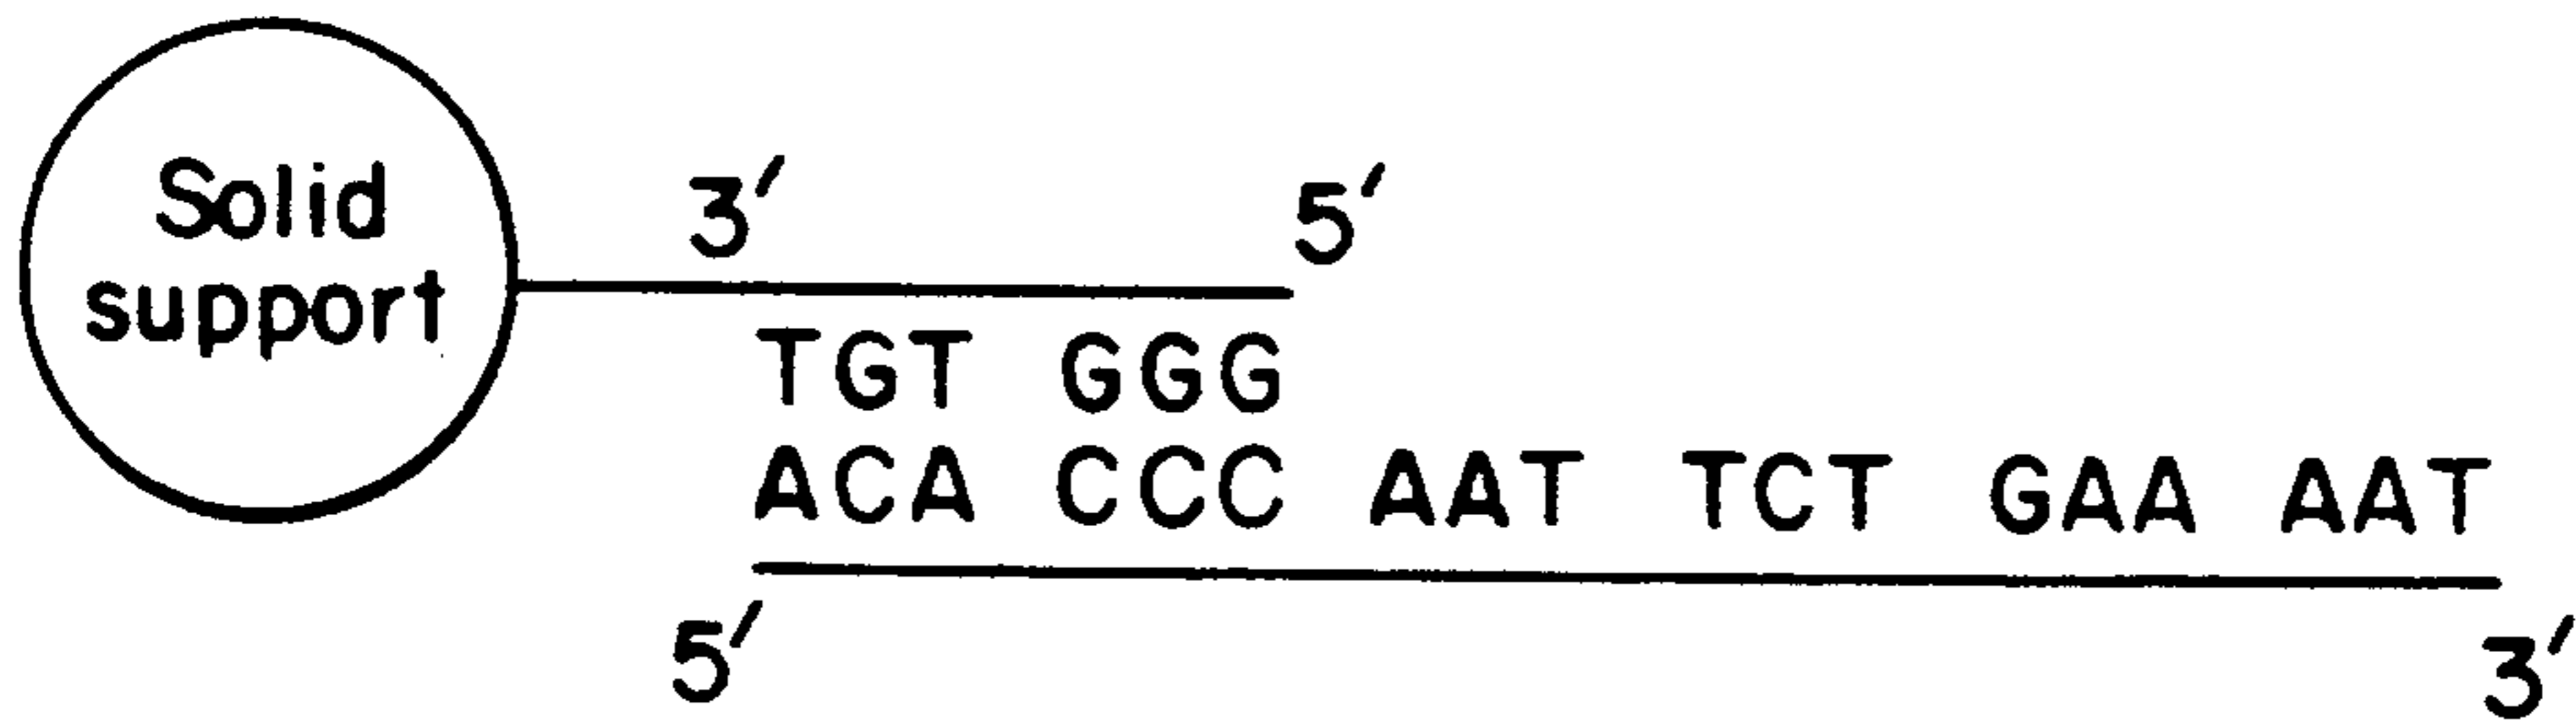 Solid
support
3′ 5′
TGT GGG
ACA CCC AAT TCT GAA AAT
5′ 3′